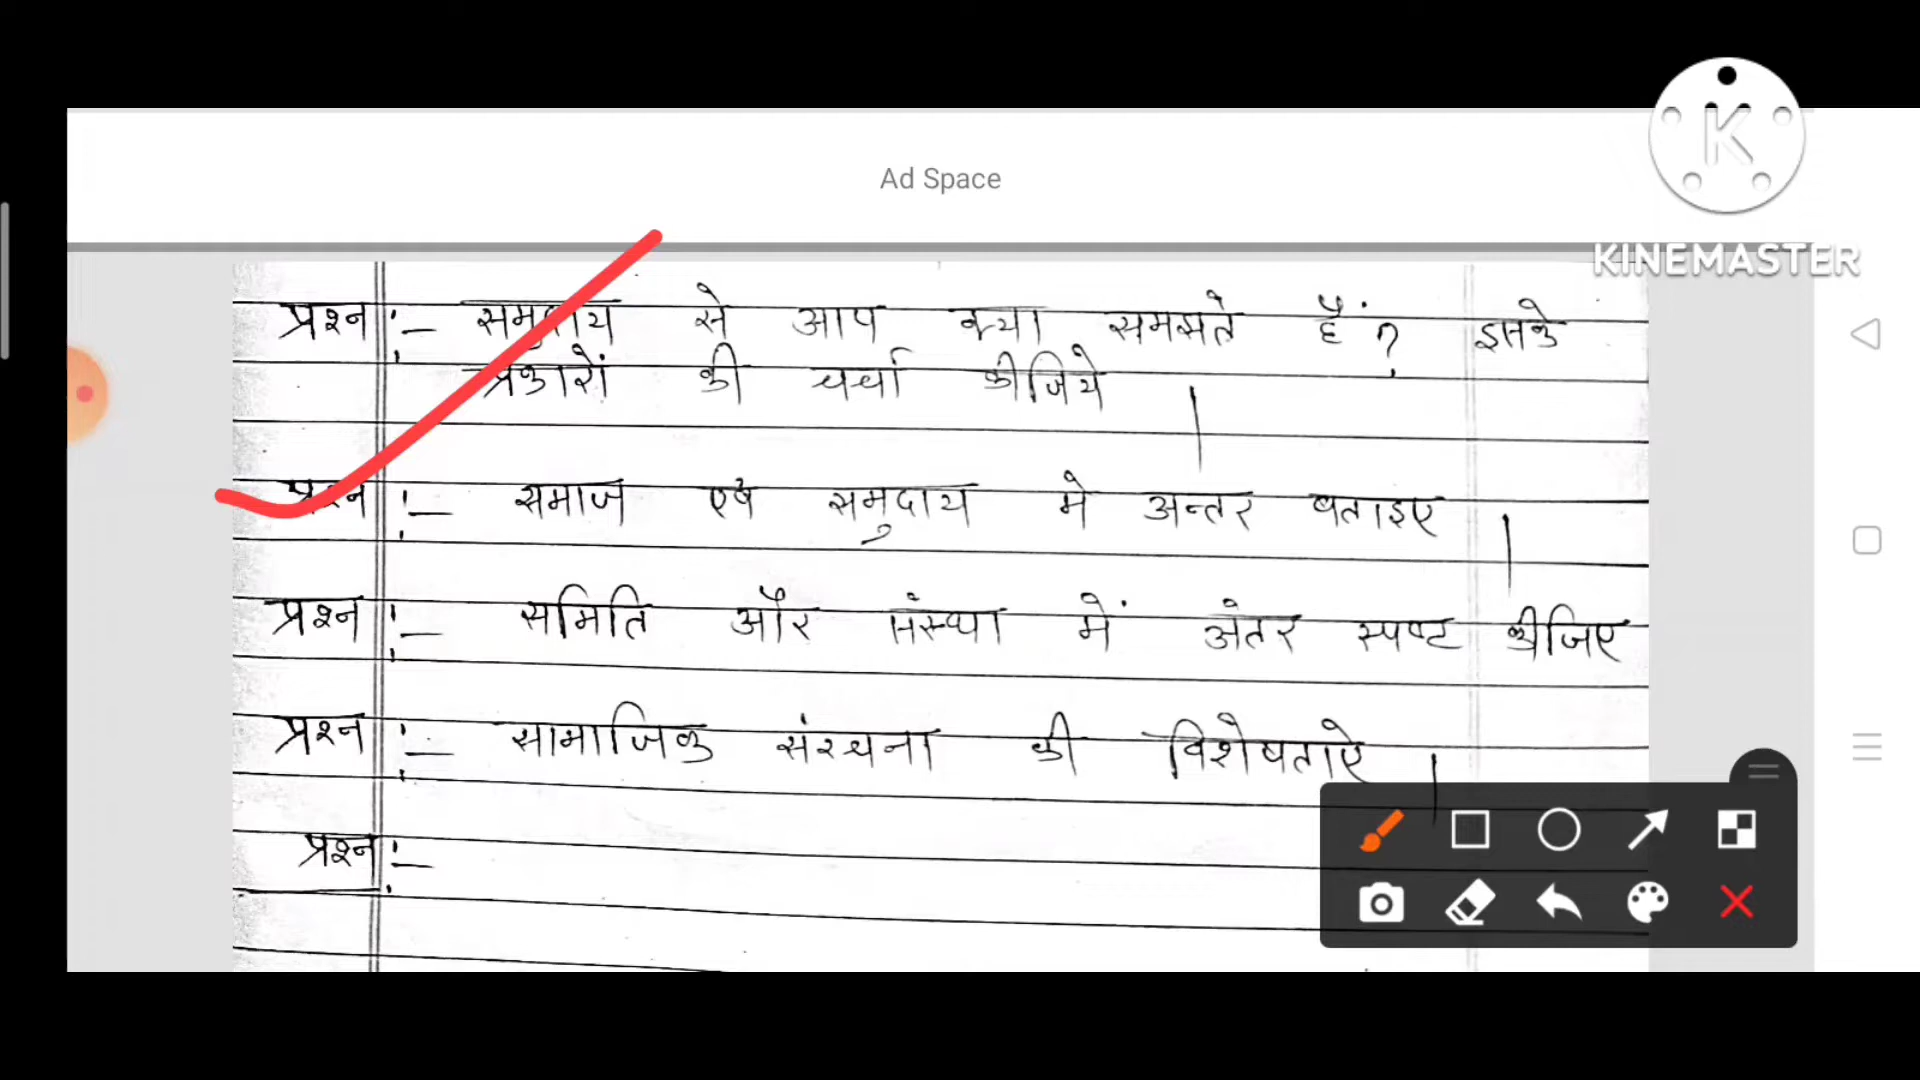 Ad Space
KINEMASTER
प्रश्न :- समुदाय से आप क्या समझते हैं? इसके
प्रकारों की चर्चा कीजिये |
प्रश्न :- समाज एवं समुदाय मे अन्तर बताइए |
प्रश्न :- समिति और संस्था में अंतर स्पष्ट कीजिए
प्रश्न :- सामाजिक संरचना की विशेषताऐ |
प्रश्न :-